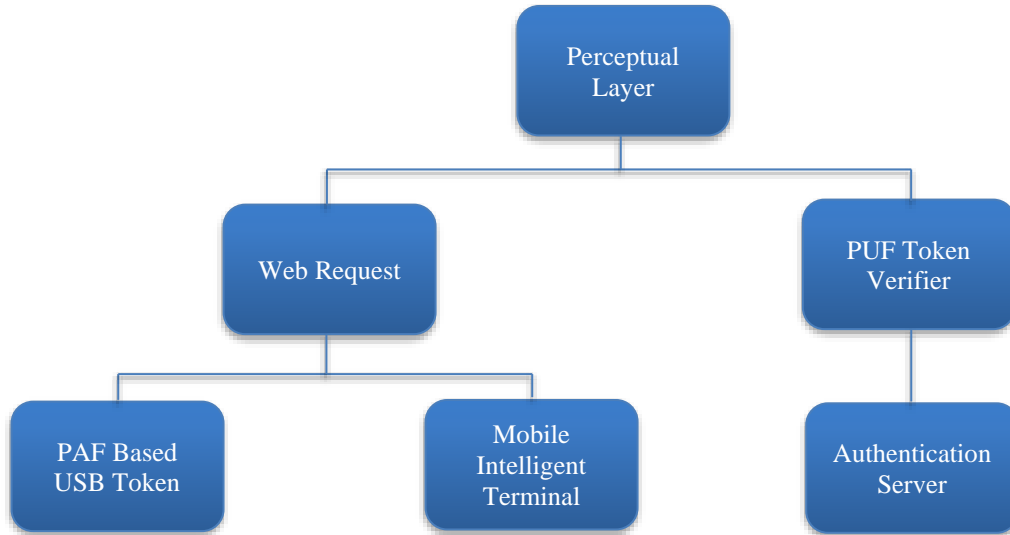 Perceptual
Layer
Web Request
PUF Token
Verifier
PAF Based
USB Token
Mobile
Intelligent
Terminal
Authentication
Server